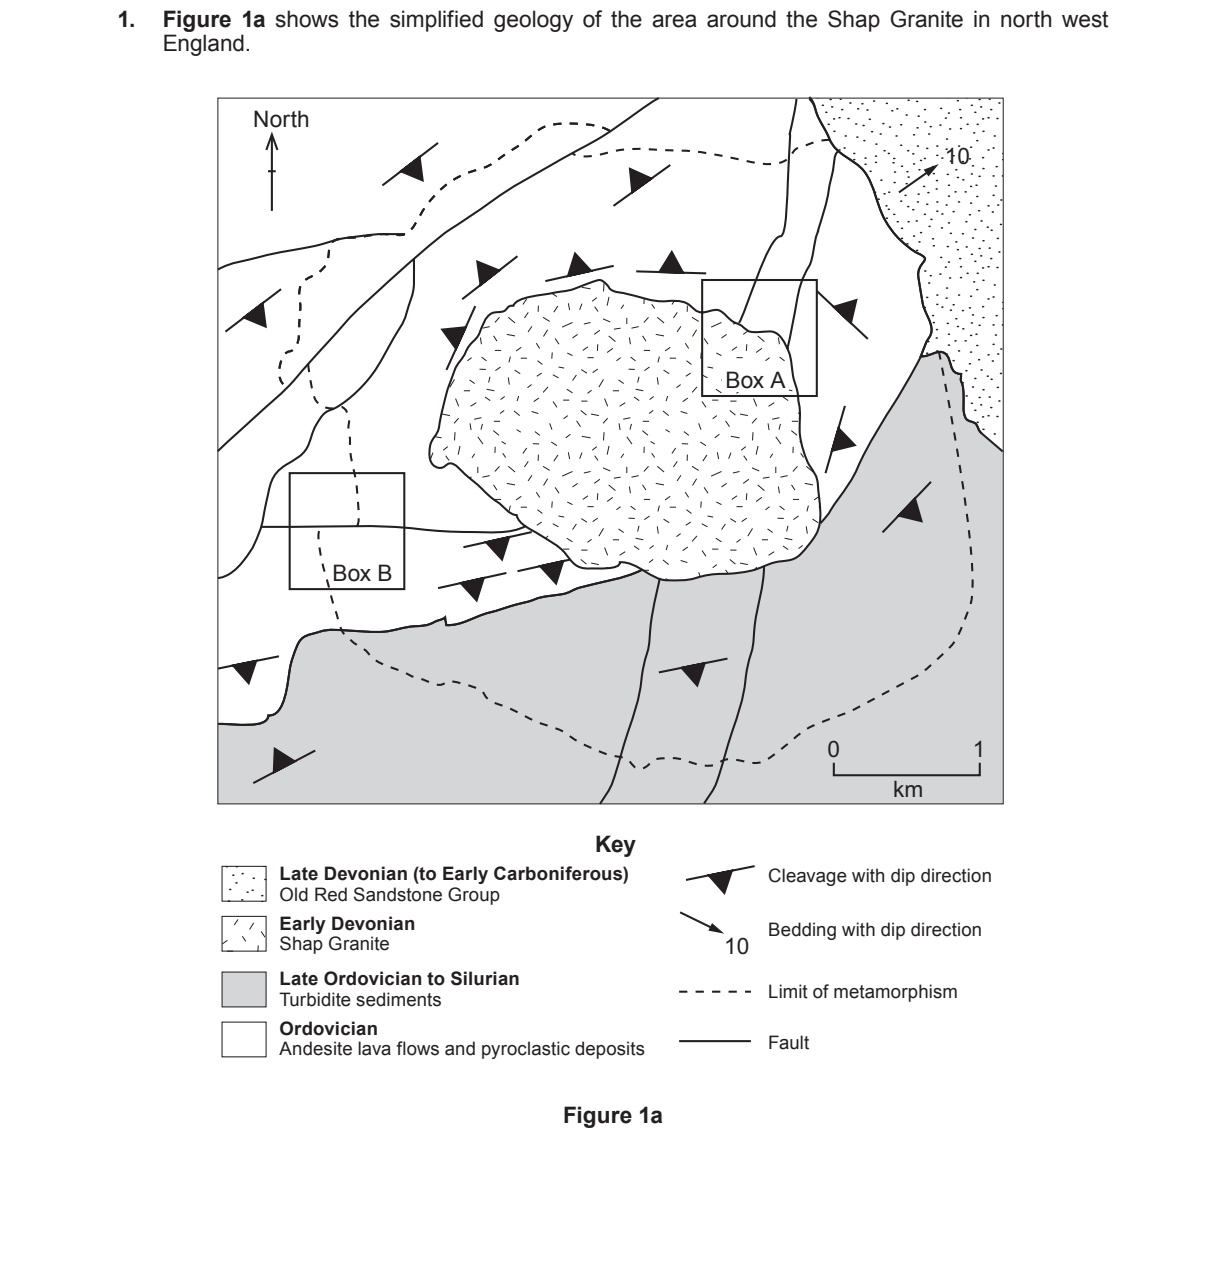 1. Figure 1a shows the simplified geology of the area around the Shap Granite in north west
England.
North
10
Box A
Box B
0 1
km
Key
Late Devonian (to Early Carboniferous)
Old Red Sandstone Group
Early Devonian
Shap Granite
Late Ordovician to Silurian
Turbidite sediments
Ordovician
Andesite lava flows and pyroclastic deposits
Cleavage with dip direction
Bedding with dip direction
10
Limit of metamorphism
Fault
Figure 1a